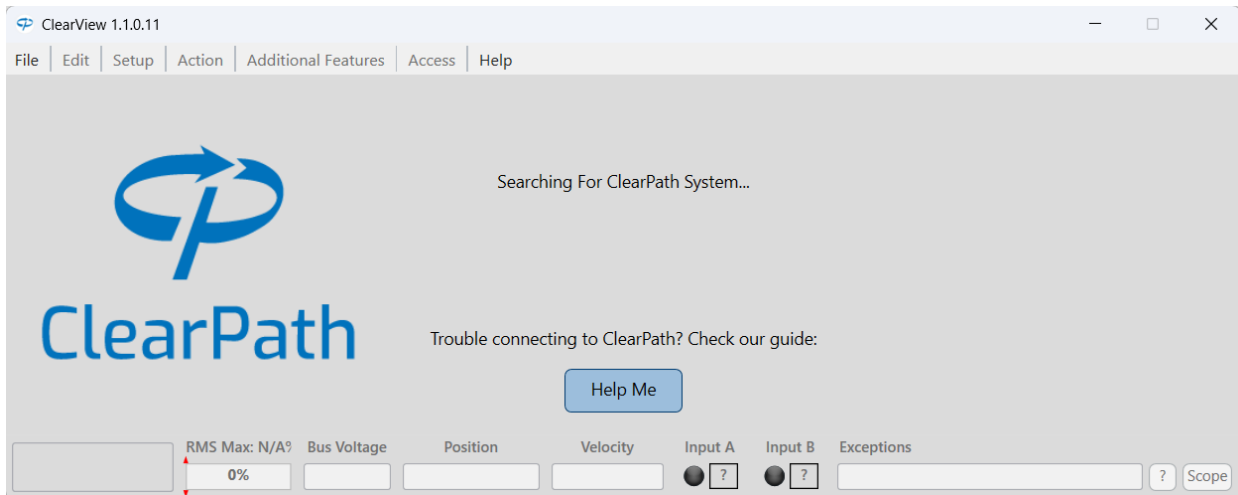 ClearView 1.1.0.11
File Edit Setup Action Additional Features Access Help
Searching For ClearPath System...
ClearPath
Trouble connecting to ClearPath? Check our guide:
Help Me
RMS Max: N/A% Bus Voltage Position Velocity Input A Input B Exceptions
0% ? ? ? Scope